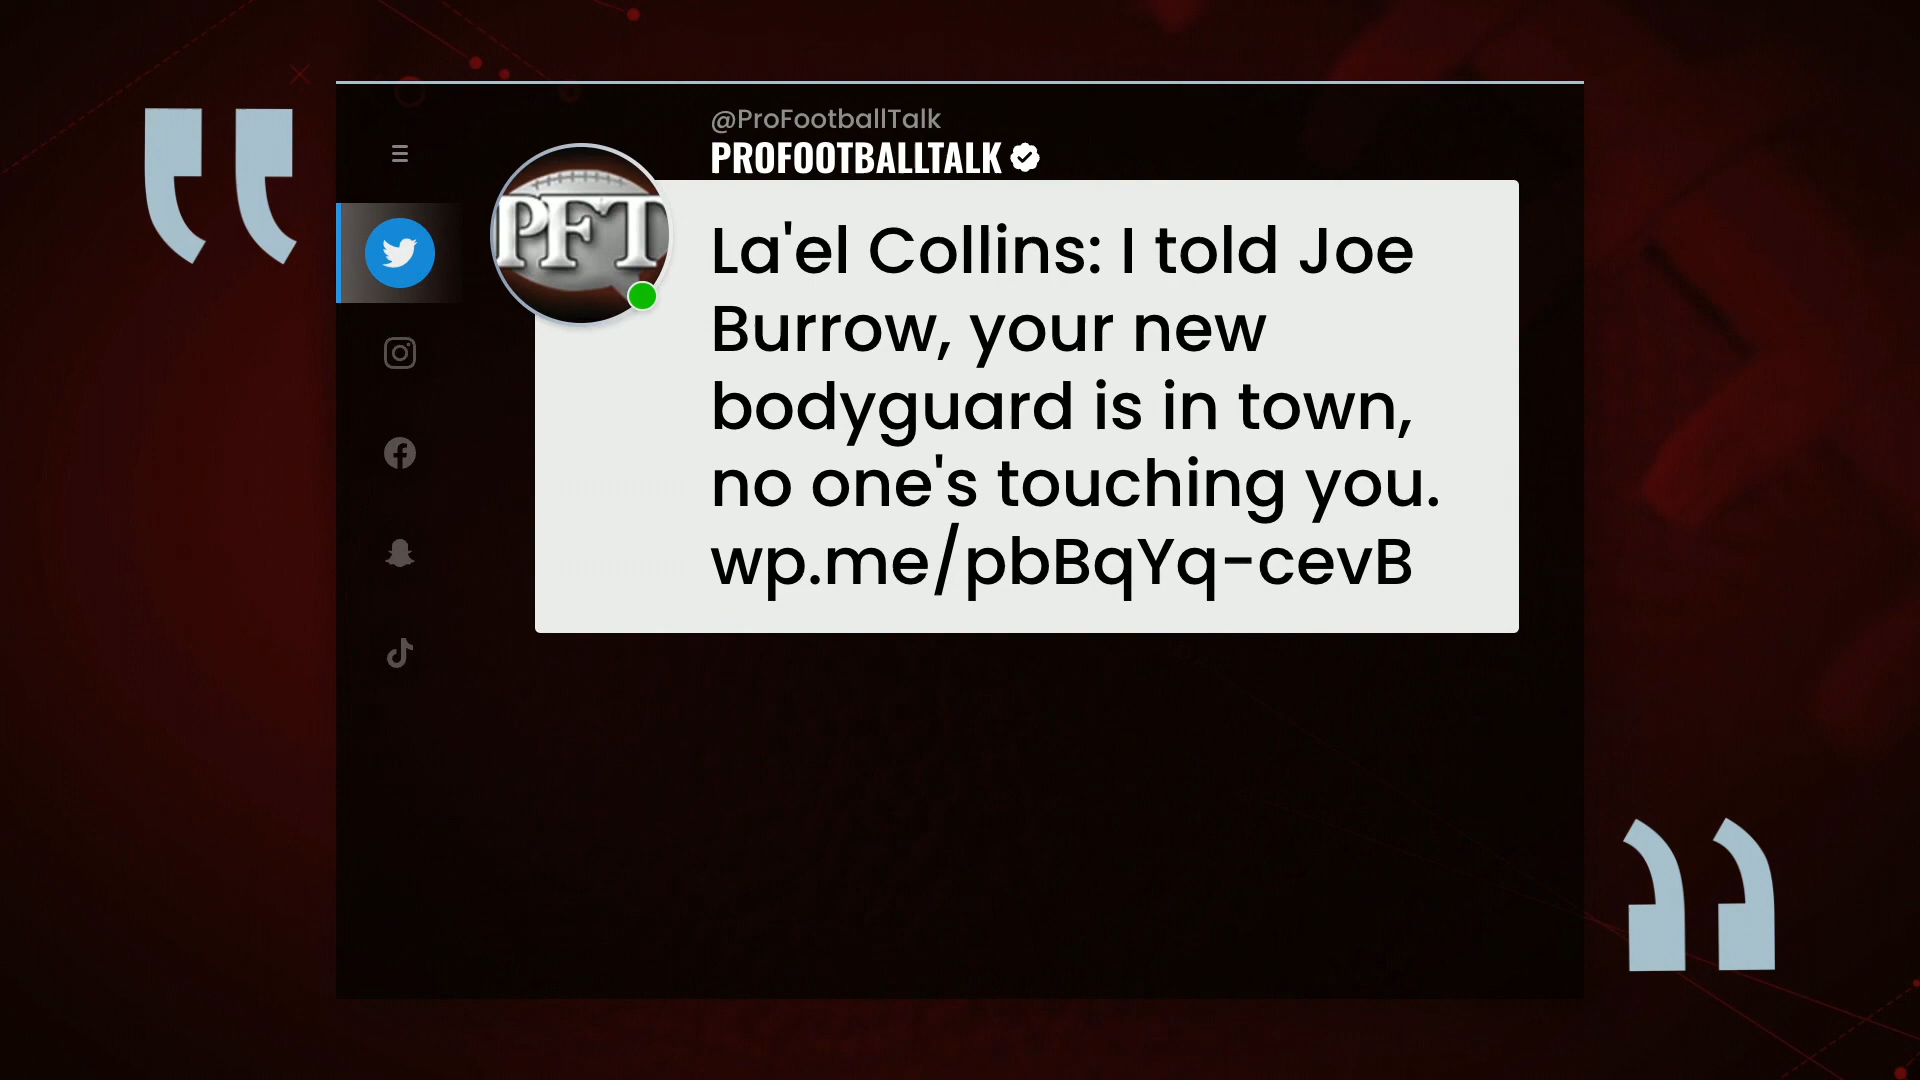 @ProFootballTalk
PROFOOTBALLTALK
PFT
La'el Collins: I told Joe
Burrow, your new
bodyguard is in town,
no one's touching you.
wp.me/pbBqYq-cevB